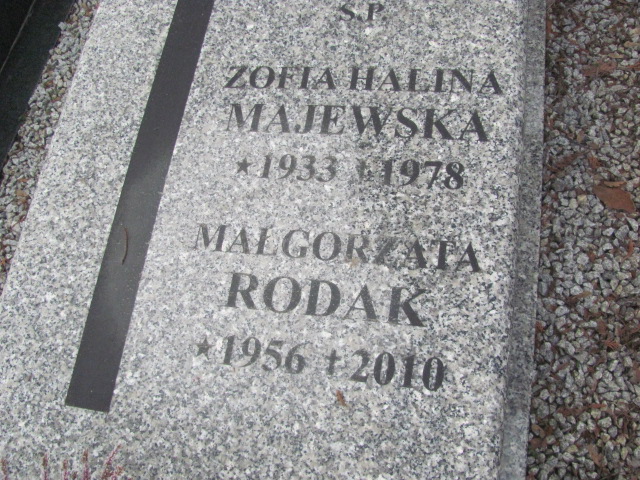 Ś.P.
ZOFIA HALINA
MAJEWSKA
*1933 †1978
MAŁGORZATA
RODAK
*1956 †2010